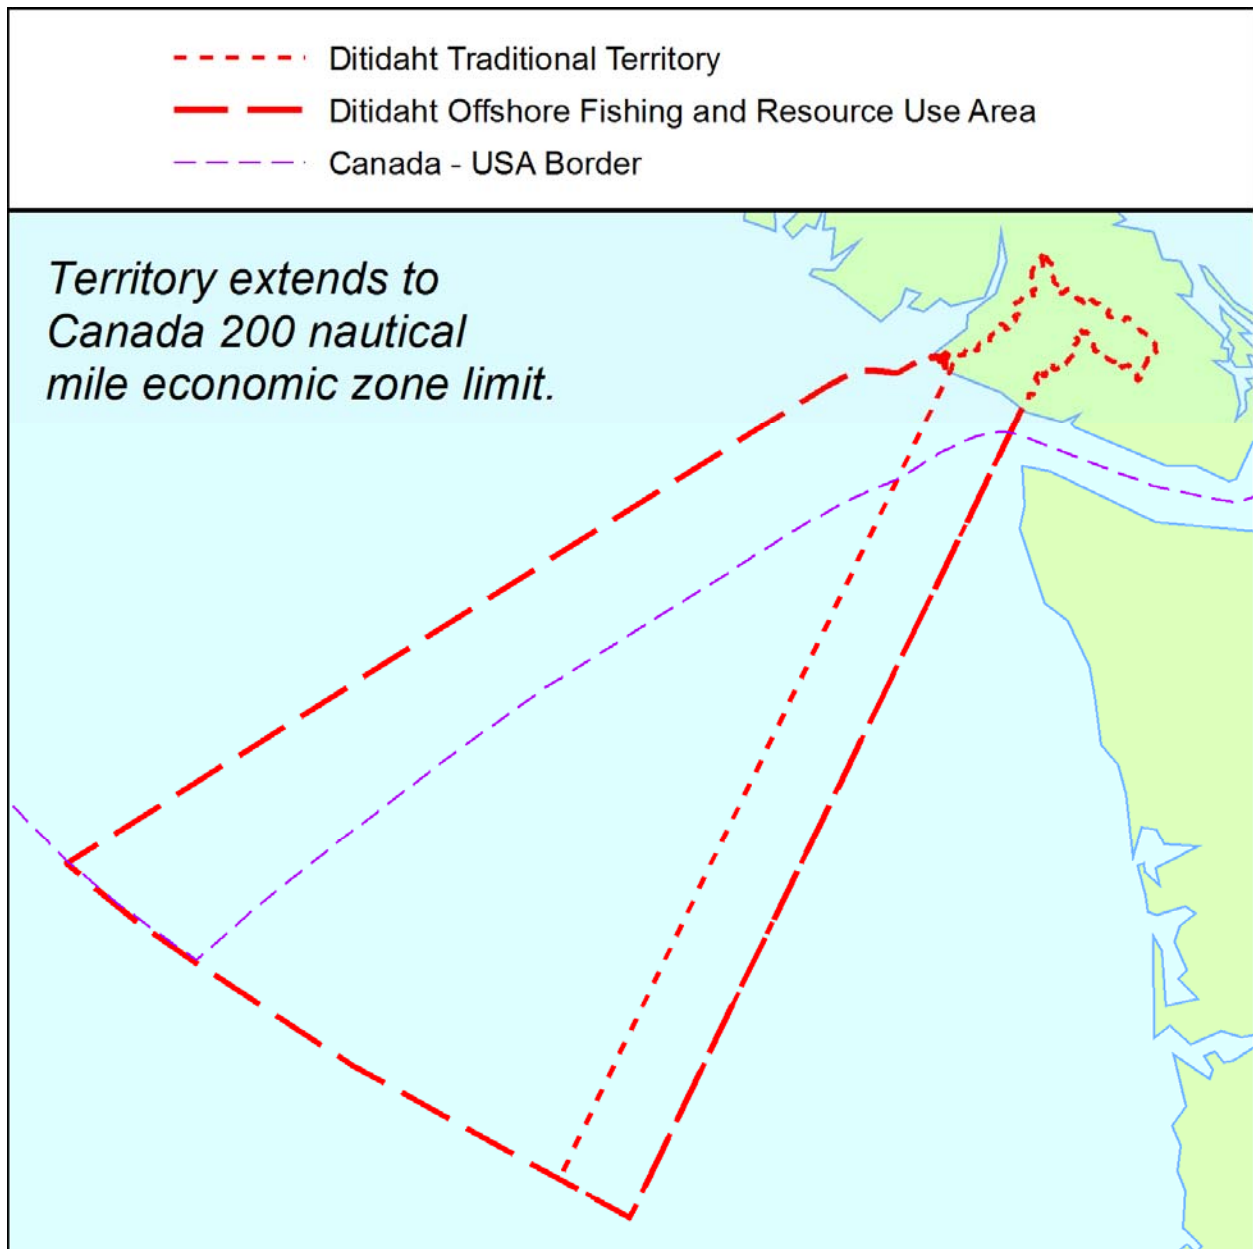 Ditidaht Traditional Territory
Ditidaht Offshore Fishing and Resource Use Area
Canada - USA Border
Territory extends to
Canada 200 nautical
mile economic zone limit.